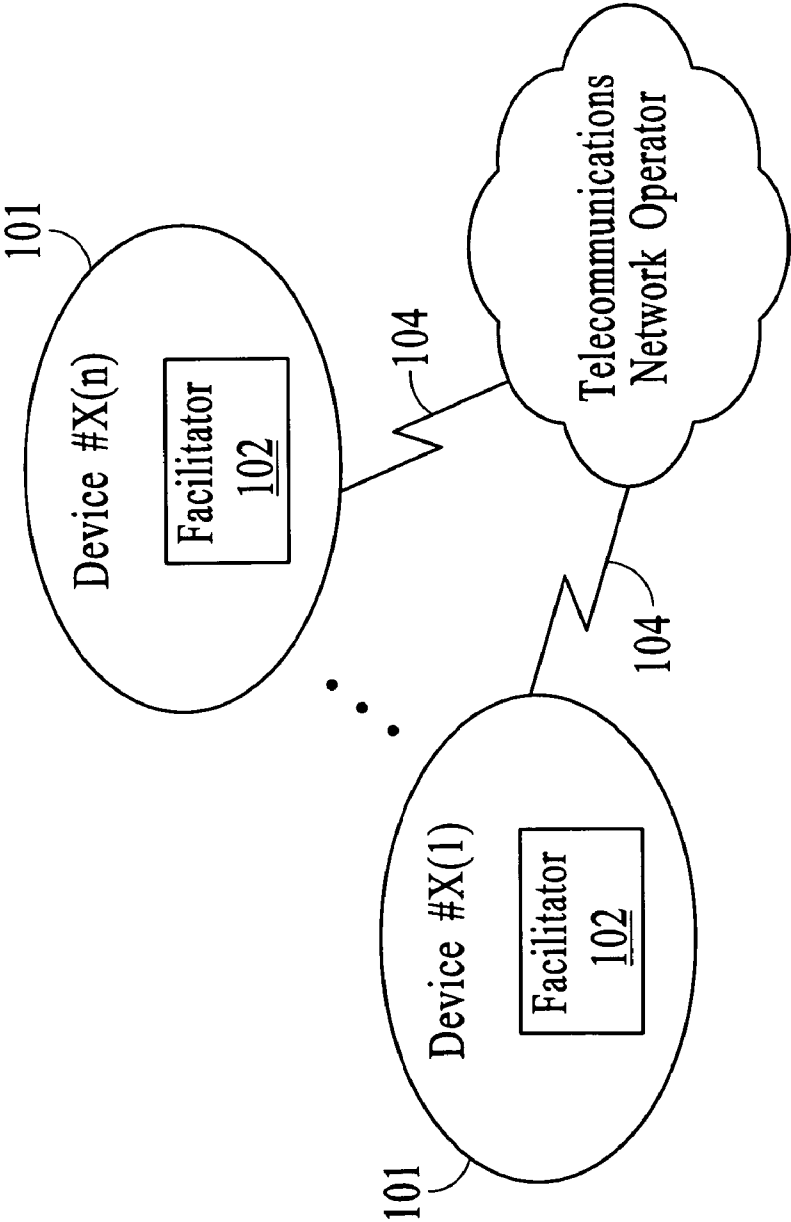 101
Device #X(n)
Facilitator
102
104
Telecommunications
Network Operator
104
Device #X(1)
Facilitator
102
101